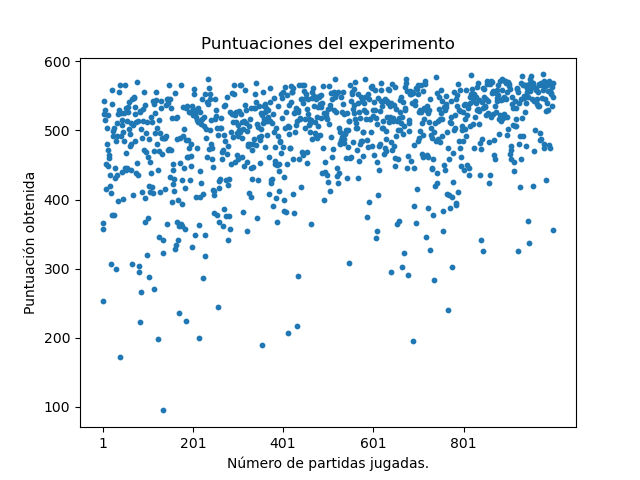 Puntuaciones del experimento
600
500
400
300
200
100
Puntuación obtenida
1 201 401 601 801
Número de partidas jugadas.